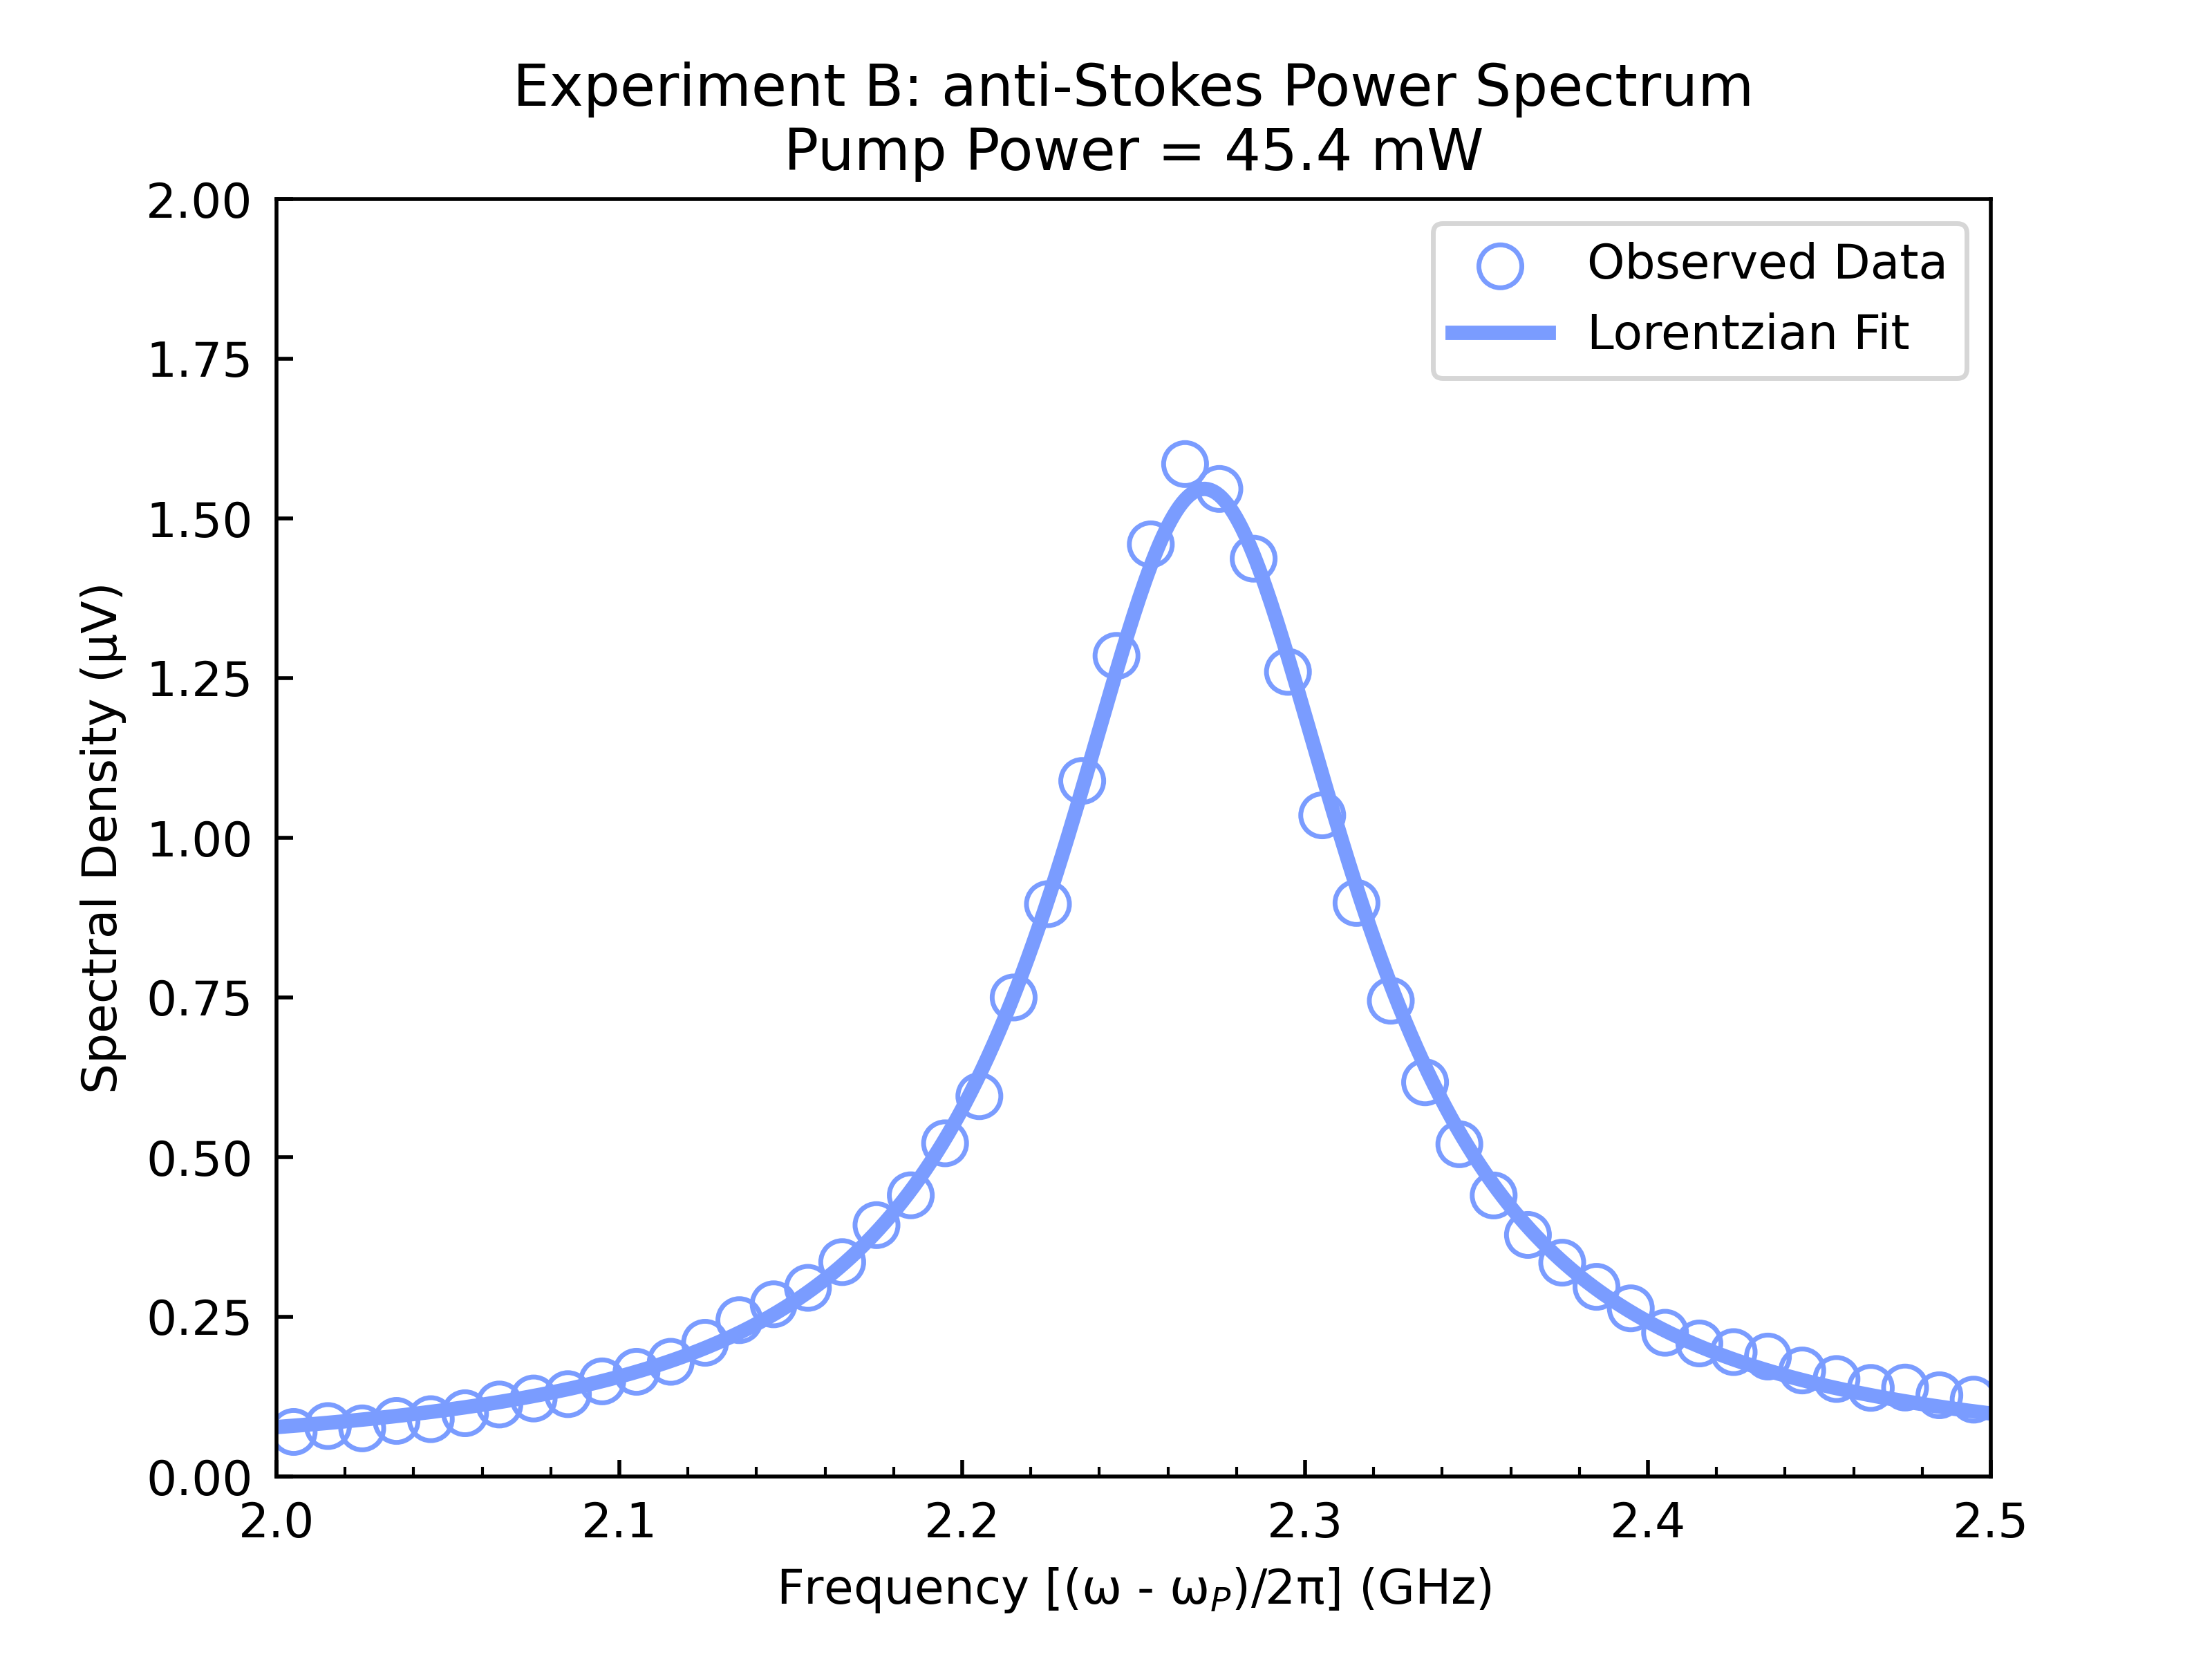 Experiment B: anti-Stokes Power Spectrum
Pump Power = 45.4 mW
Observed Data
Lorentzian Fit
Spectral Density (μV)
2.00
1.75
1.50
1.25
1.00
0.75
0.50
0.25
0.00
2.0 2.1 2.2 2.3 2.4 2.5
Frequency [(ω - ω_P)/2π] (GHz)